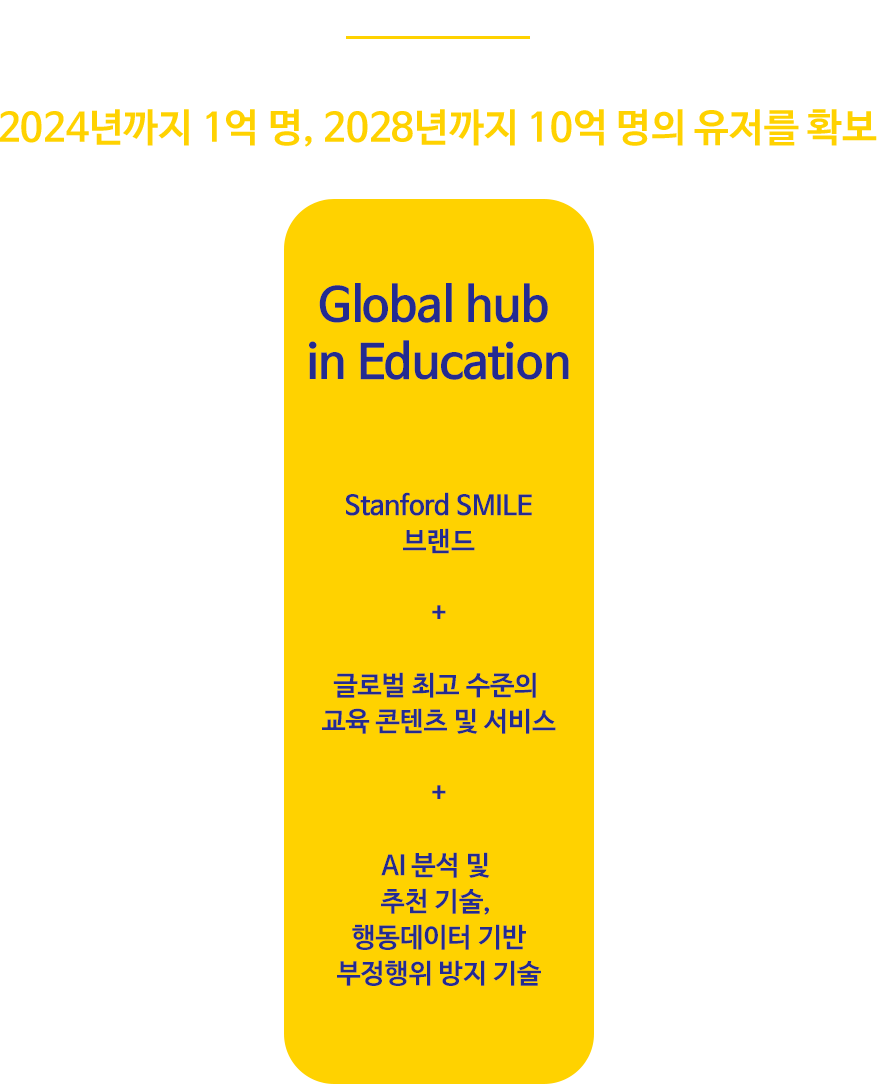 2024년까지 1억 명, 2028년까지 10억 명의 유저를 확보
Global hub
in Education
Stanford SMILE
브랜드
+
글로벌 최고 수준의
교육 콘텐츠 및 서비스
+
AI 분석 및
추천 기술,
행동데이터 기반
부정행위 방지 기술